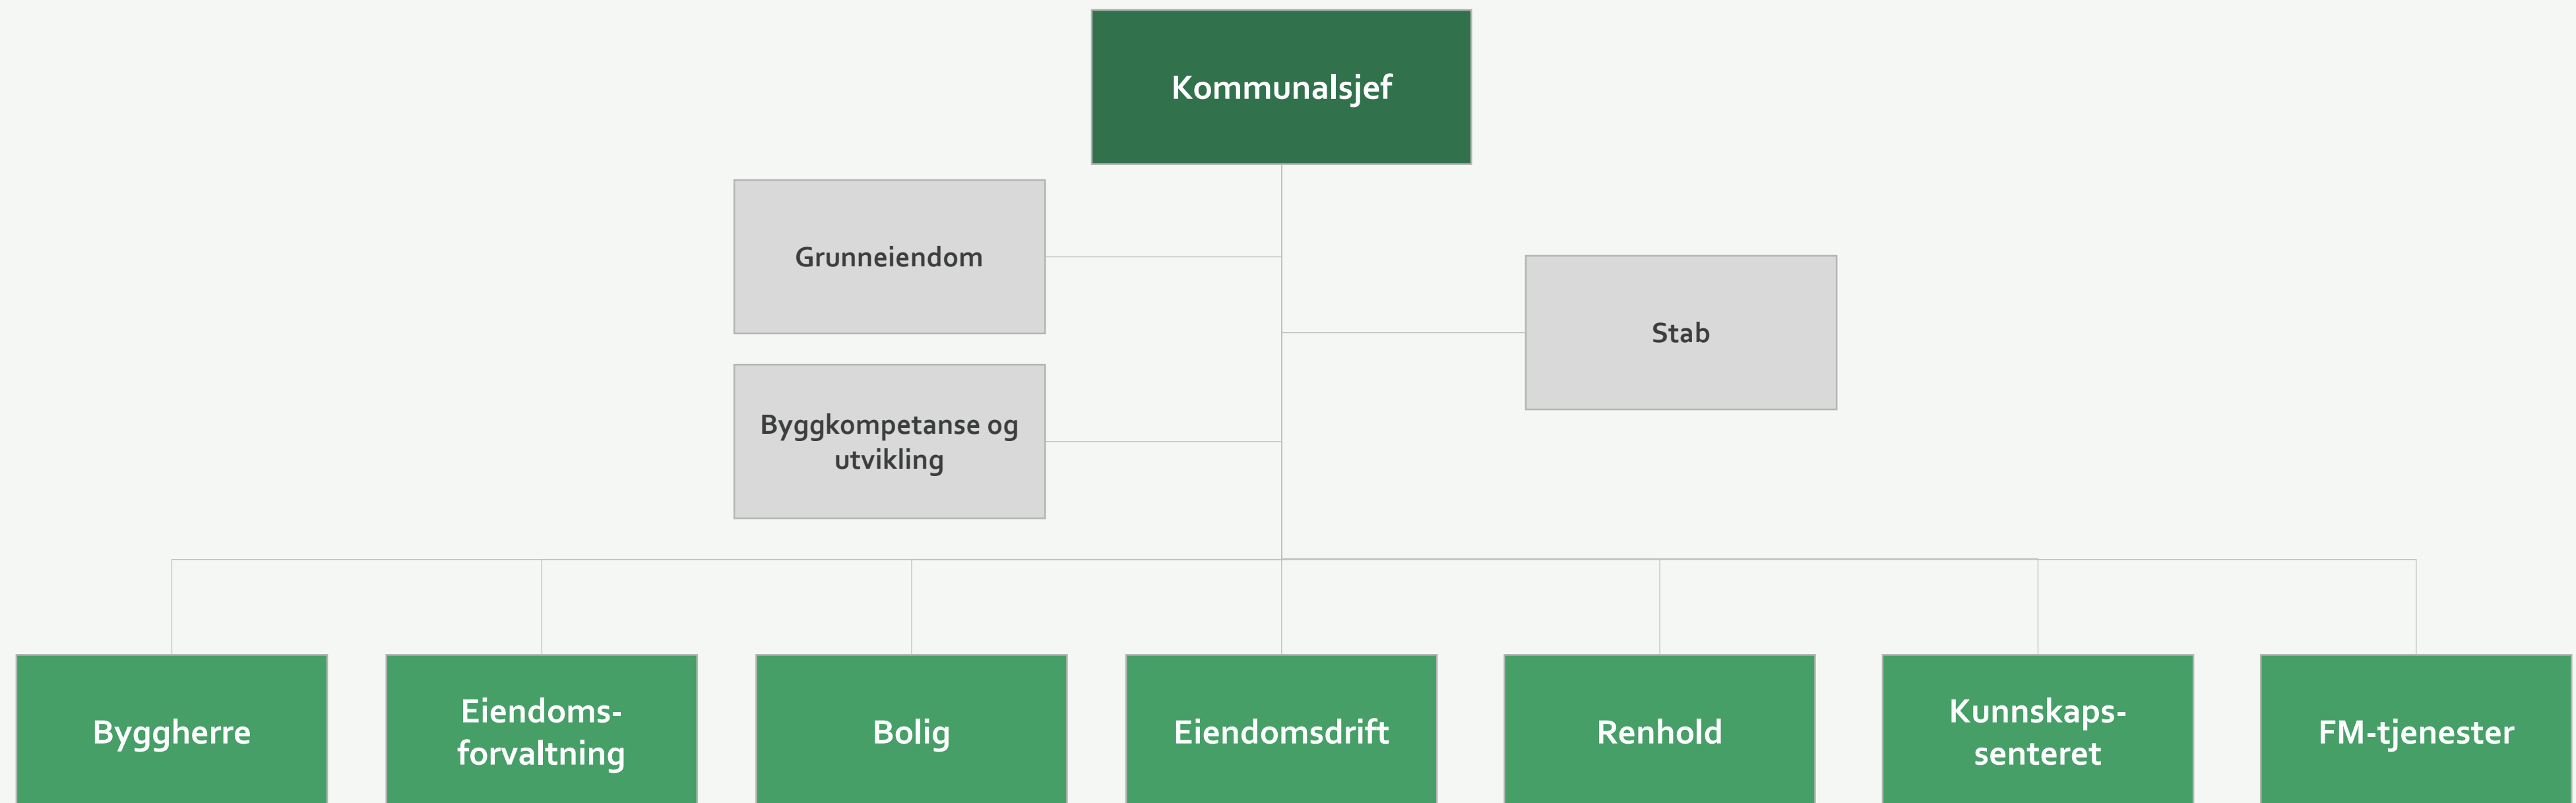 Kommunalsjef
Grunneiendom
Stab
Byggkompetanse og
utvikling
Byggherre
Eiendoms-
forvaltning
Bolig
Eiendomsdrift
Renhold
Kunnskaps-
senteret
FM-tjenester